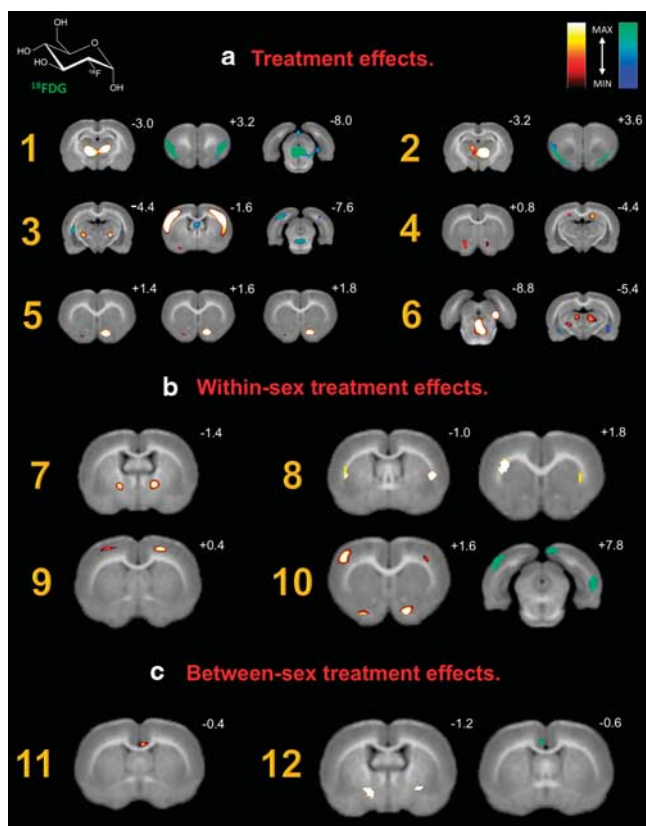 OH
HO
HO
O
¹⁸F
OH
¹⁸FDG
a Treatment effects.
MAX
MIN
1 -3.0 +3.2 -8.0
2 -3.2 +3.6
3 -4.4 -1.6 -7.6
4 +0.8 -4.4
5 +1.4 +1.6 +1.8
6 -8.8 -5.4
b Within-sex treatment effects.
7 -1.4
8 -1.0 +1.8
9 +0.4
10 +1.6 +7.8
c Between-sex treatment effects.
11 -0.4
12 -1.2 -0.6